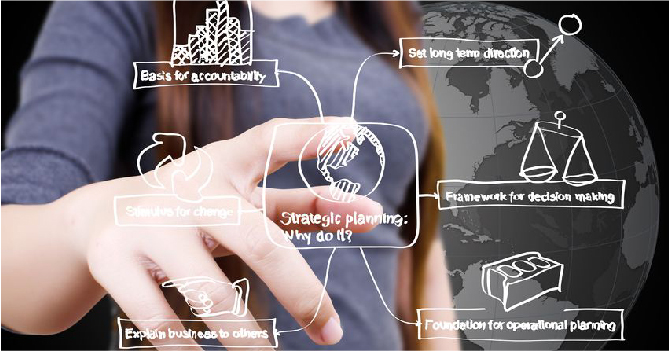 Basis for accountability
Set long term direction
Stimulus for change
Strategic planning:
Why do it?
Framework for decision making
Explain business to others
Foundation for operational planning